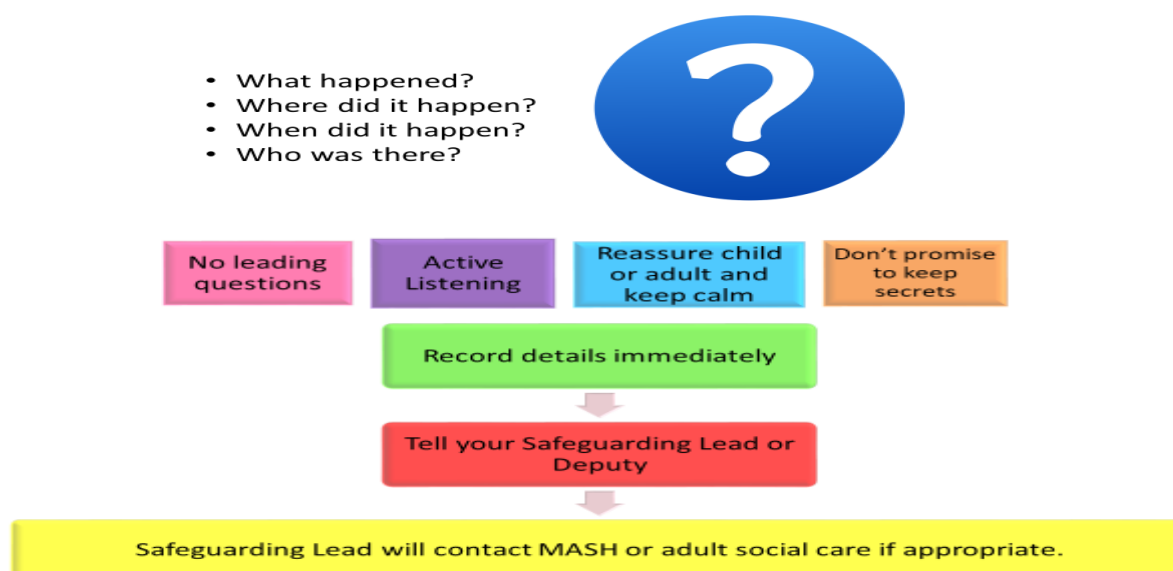 • What happened?
• Where did it happen?
• When did it happen?
• Who was there?
?
No leading
questions
Active
Listening
Reassure child
or adult and
keep calm
Don't promise
to keep
secrets
Record details immediately
Tell your Safeguarding Lead or
Deputy
Safeguarding Lead will contact MASH or adult social care if appropriate.